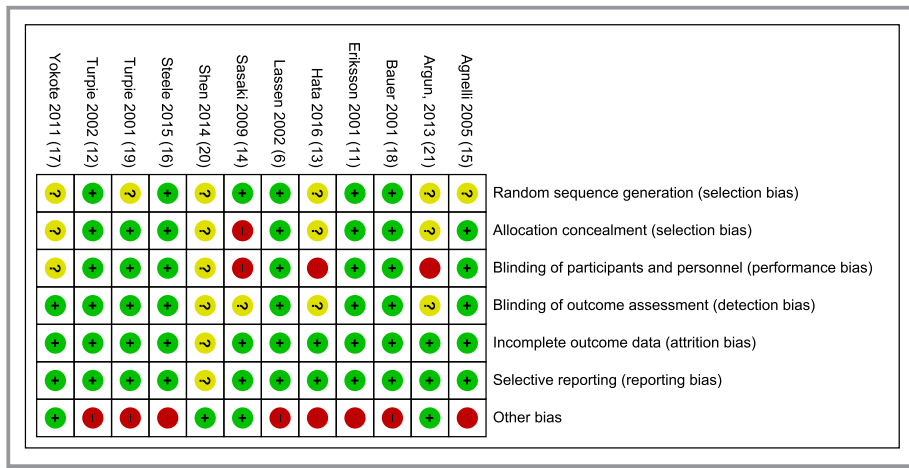 Yokote 2011 (17)
Turpie 2002 (12)
Turpie 2001 (19)
Steele 2015 (16)
Shen 2014 (20)
Sasaki 2009 (14)
Lassen 2002 (6)
Hata 2016 (13)
Eriksson 2001 (11)
Bauer 2001 (18)
Argun, 2013 (21)
Agnelli 2005 (15)
? + ? + ? + + ? + + ? ? Random sequence generation (selection bias)
? + + + ? – + ? + + ? + Allocation concealment (selection bias)
? + + + ? – + – + + – + Blinding of participants and personnel (performance bias)
+ + + + ? ? + ? + + ? + Blinding of outcome assessment (detection bias)
+ + + + ? + + + + + + + Incomplete outcome data (attrition bias)
+ + + + ? + + + + + + + Selective reporting (reporting bias)
+ – – – + + – – – – + – Other bias